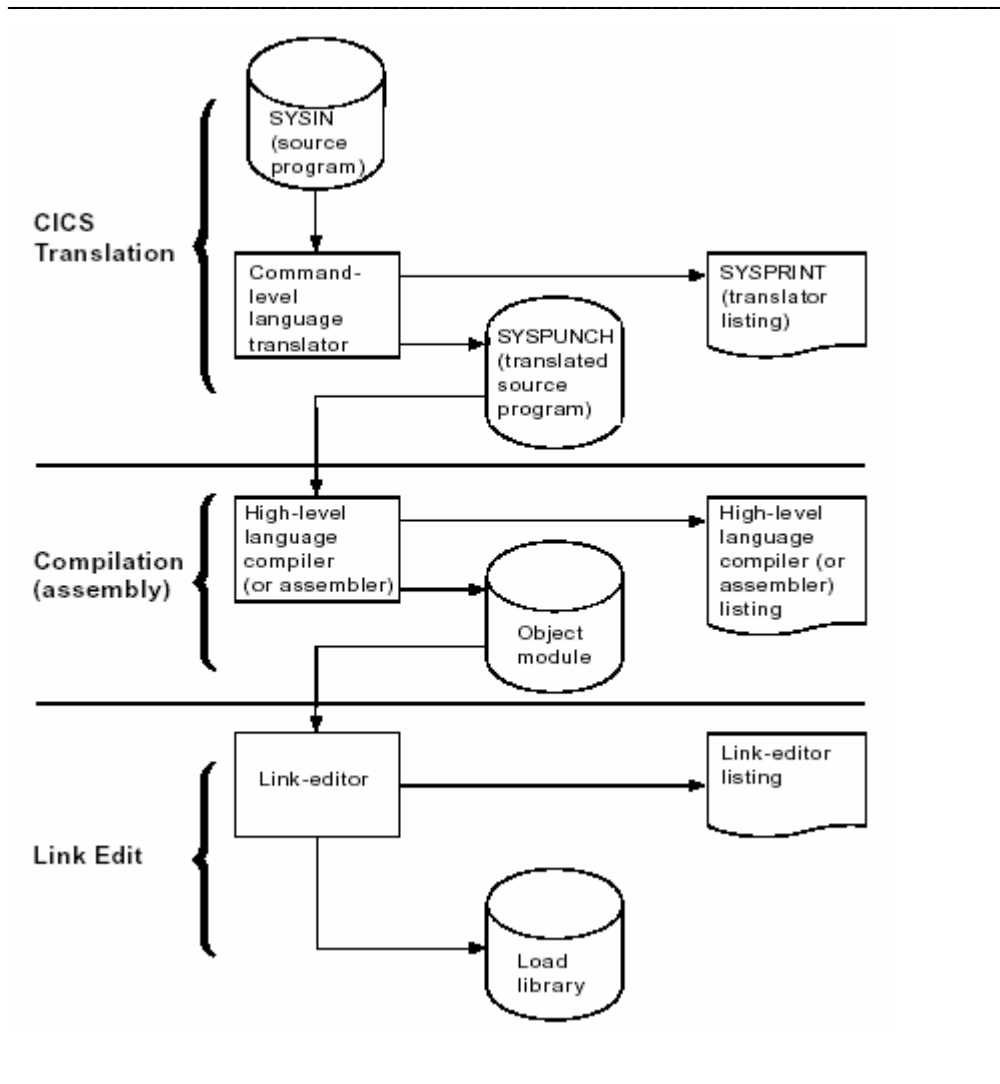 SYSIN
(source
program)
CICS
Translation
Command-
level
language
translator
SYSPRINT
(translator
listing)
SYSPUNCH
(translated
source
program)
Compilation
(assembly)
High-level
language
compiler
(or assembler)
High-level
language
compiler (or
assembler)
listing
Object
module
Link Edit
Link-editor
Link-editor
listing
Load
library